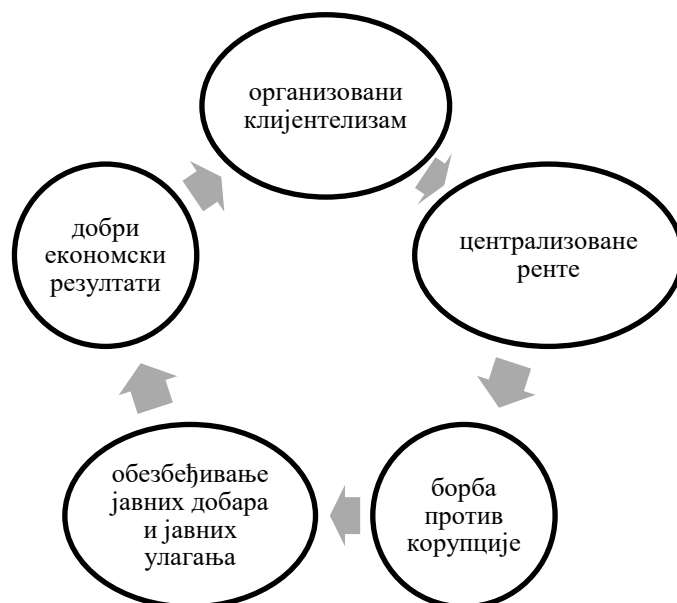 организовани
клијентелизам
централизоване
ренте
борба
против
корупције
обезбеђивање
јавних добара
и јавних
улагања
добри
економски
резултати